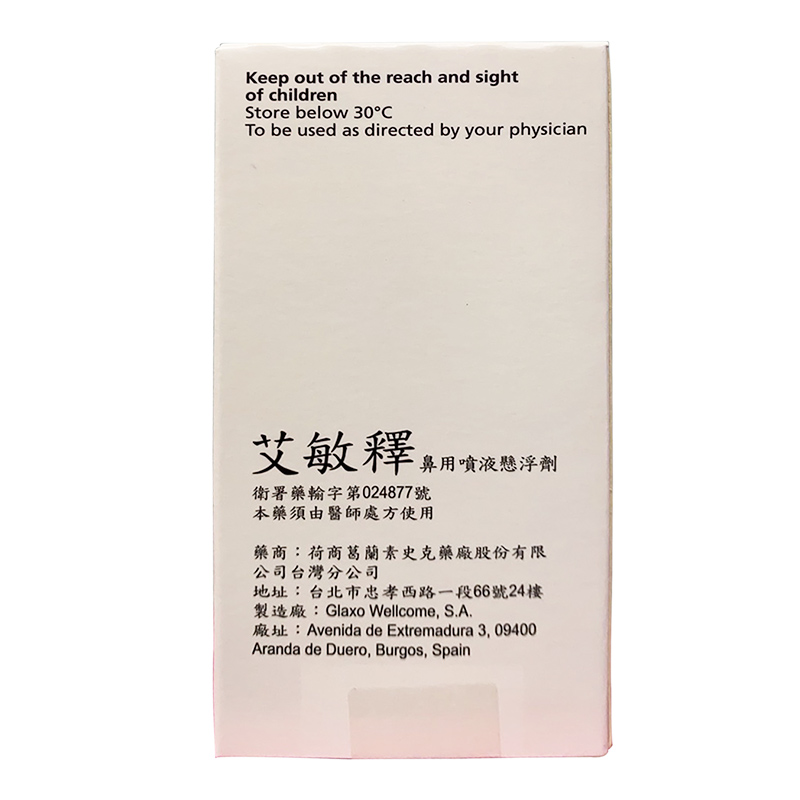 Keep out of the reach and sight
of children
Store below 30°C
To be used as directed by your physician
艾敏釋 鼻用噴液懸浮劑
衛署藥輸字第024877號
本藥須由醫師處方使用
藥商：荷商葛蘭素史克藥廠股份有限
公司台灣分公司
地址：台北市忠孝西路一段66號24樓
製造廠：Glaxo Wellcome, S.A.
廠址：Avenida de Extremadura 3, 09400
Aranda de Duero, Burgos, Spain